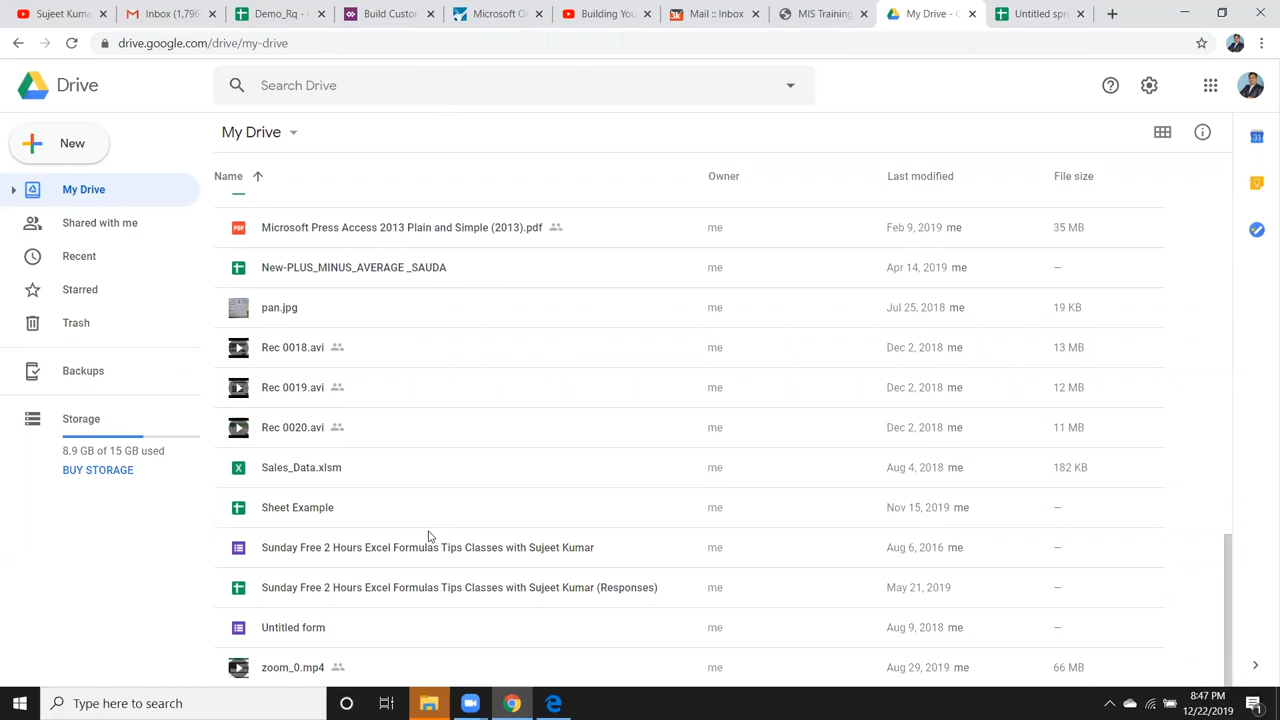 Sujeet Kumar
Inbox (1,796
Demo_
Build Custon
Microsoft O
Building You
Mail :: Inbox
MIS Training
My Drive -
Untitled spre
drive.google.com/drive/my-drive
Drive
Search Drive
New
My Drive
Name
Owner
Last modified
File size
My Drive
Microsoft Press Access 2013 Plain and Simple (2013).pdf me Feb 9, 2019 me 35 MB
Shared with me
Recent
New-PLUS_MINUS_AVERAGE _SAUDA me Apr 14, 2019 me —
Starred
pan.jpg me Jul 25, 2018 me 19 KB
Trash
Rec 0018.avi me Dec 2, 2018 me 13 MB
Backups
Rec 0019.avi me Dec 2, 2018 me 12 MB
Storage
Rec 0020.avi me Dec 2, 2018 me 11 MB
8.9 GB of 15 GB used
BUY STORAGE
Sales_Data.xlsm me Aug 4, 2018 me 182 KB
Sheet Example me Nov 15, 2019 me —
Sunday Free 2 Hours Excel Formulas Tips Classes with Sujeet Kumar me Aug 6, 2016 me —
Sunday Free 2 Hours Excel Formulas Tips Classes with Sujeet Kumar (Responses) me May 21, 2019 —
Untitled form me Aug 9, 2018 me —
zoom_0.mp4 me Aug 29, 2019 me 66 MB
Type here to search
8:47 PM
12/22/2019